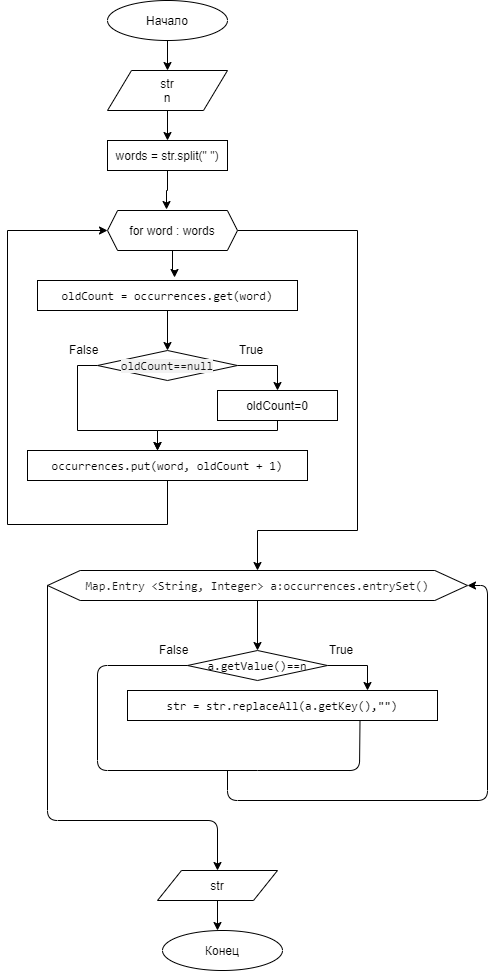 Начало
str
n
words = str.split(" ")
for word : words
oldCount = occurrences.get(word)
False
True
oldCount==null
oldCount=0
occurrences.put(word, oldCount + 1)
Map.Entry <String, Integer> a:occurrences.entrySet()
False
True
a.getValue()==n
str = str.replaceAll(a.getKey(),"")
str
Конец